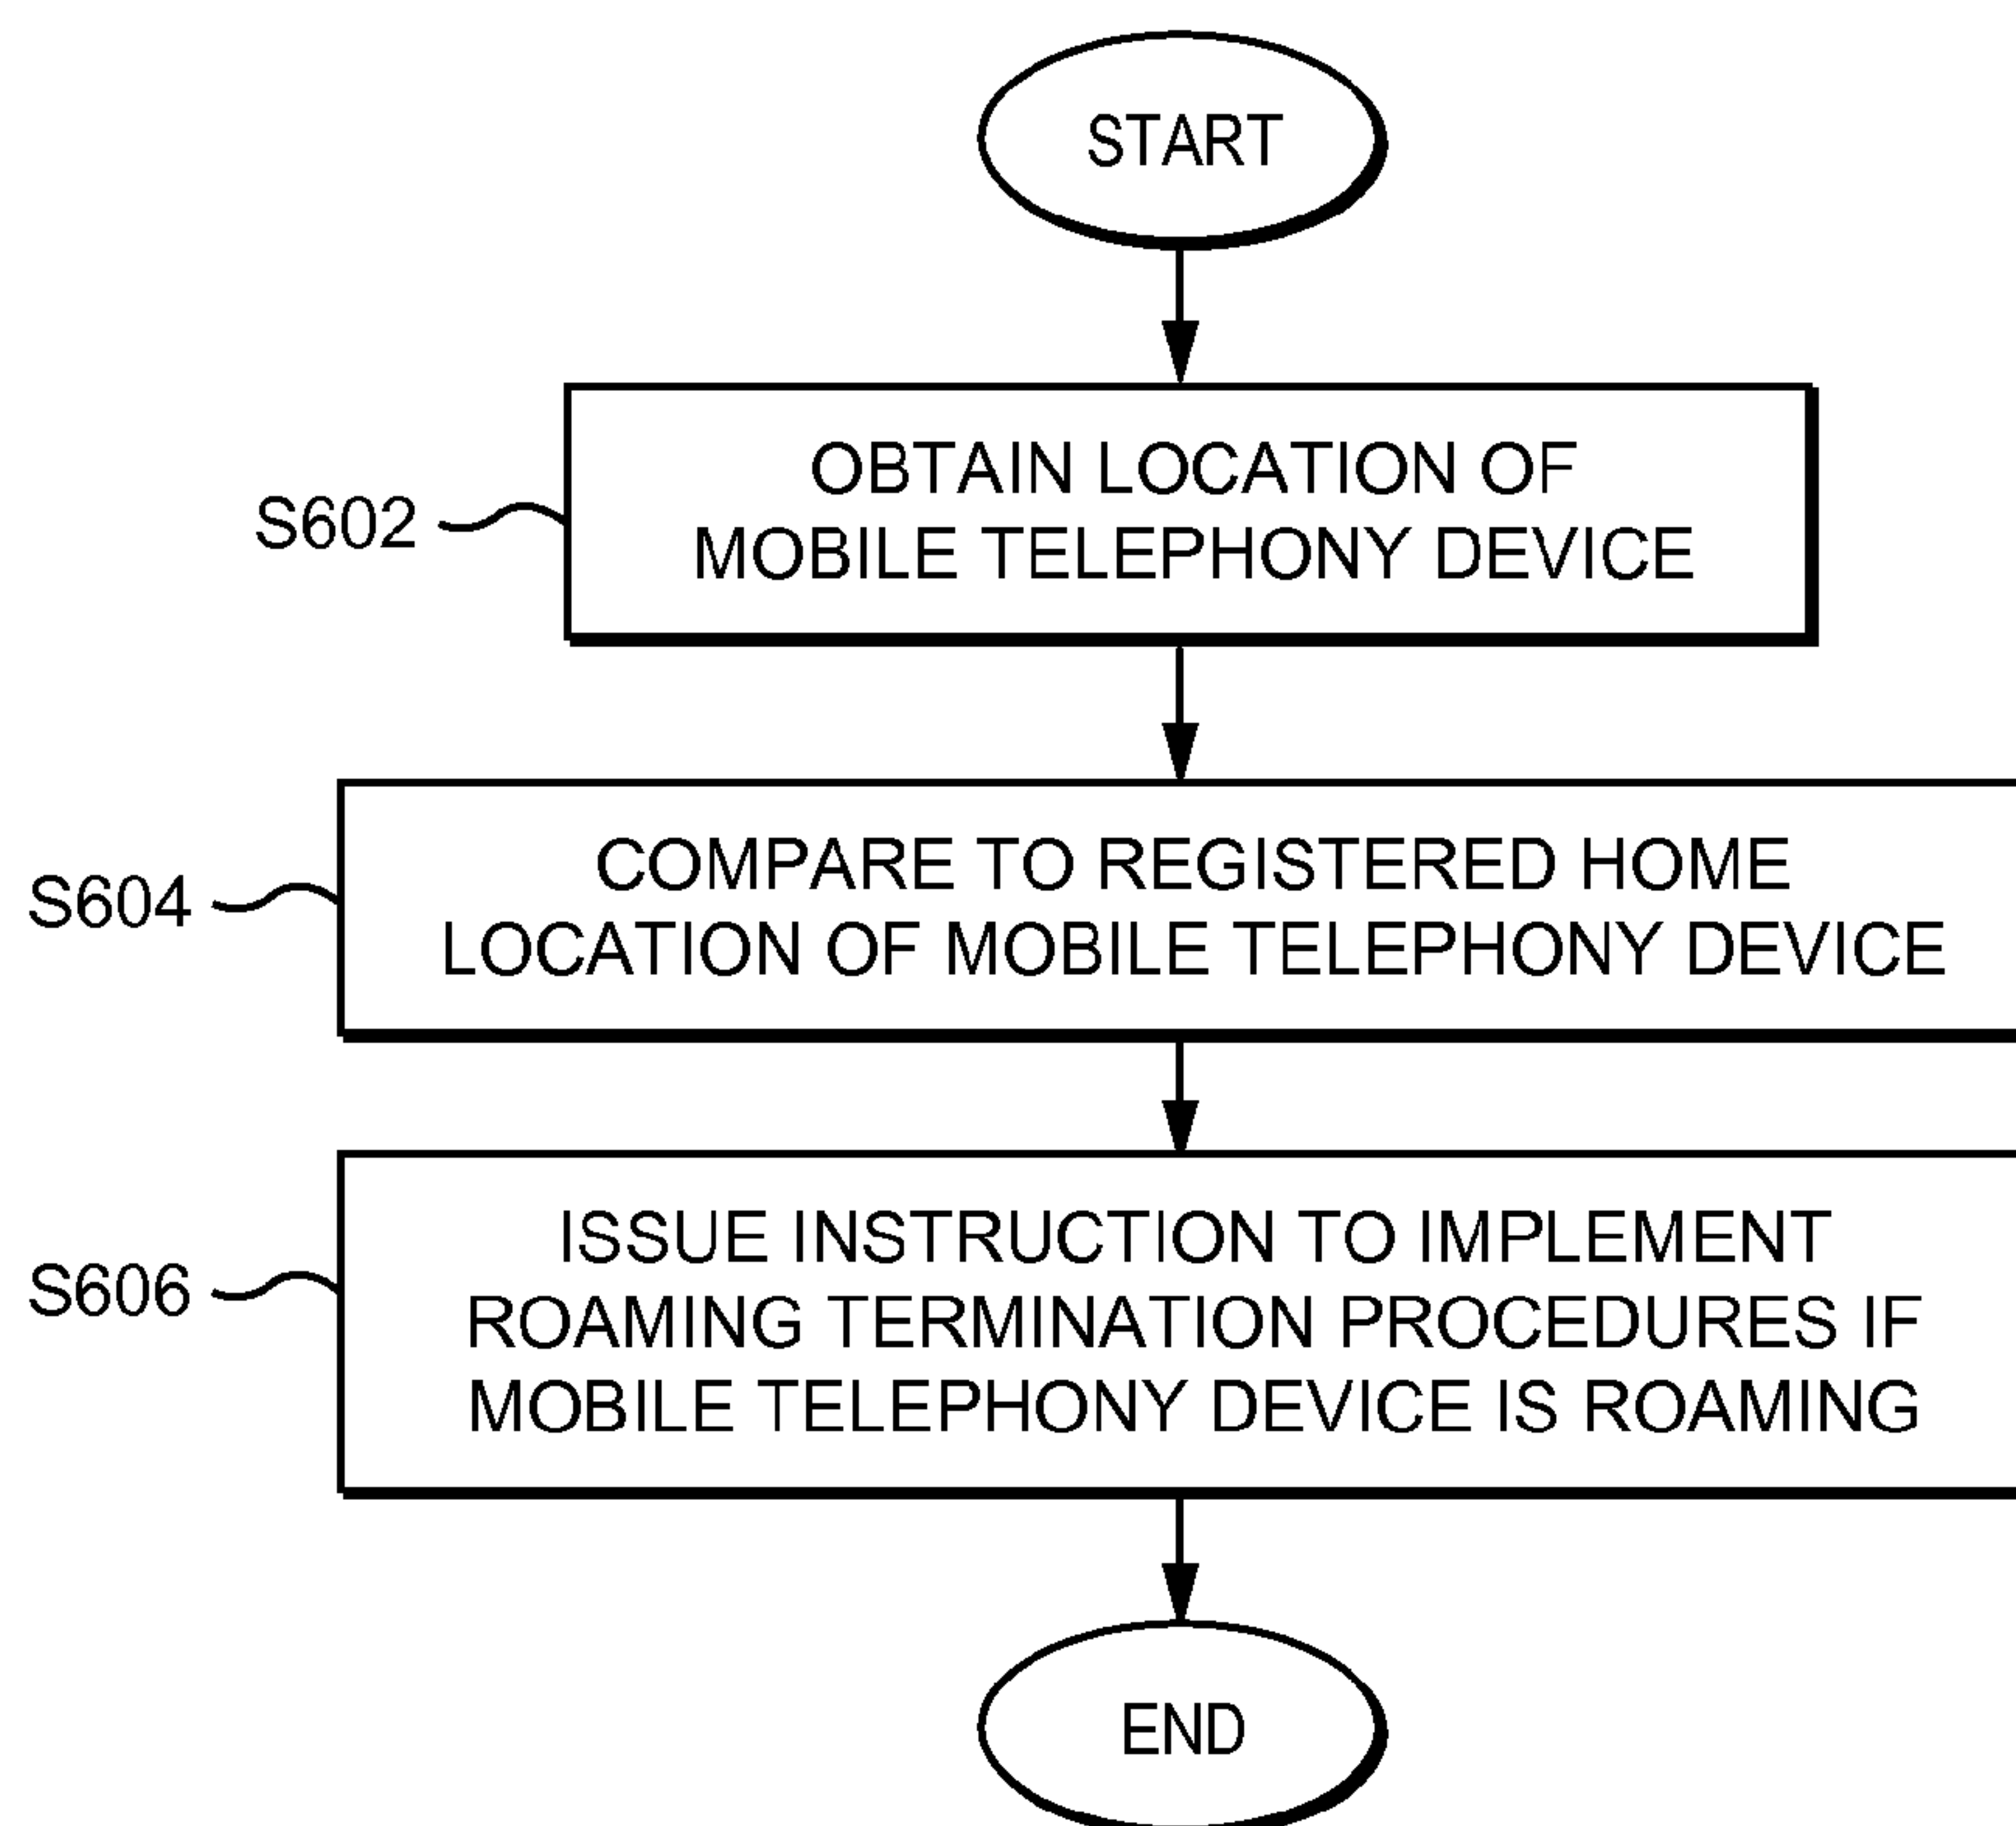 START
S602
OBTAIN LOCATION OF
MOBILE TELEPHONY DEVICE
S604
COMPARE TO REGISTERED HOME
LOCATION OF MOBILE TELEPHONY DEVICE
S606
ISSUE INSTRUCTION TO IMPLEMENT
ROAMING TERMINATION PROCEDURES IF
MOBILE TELEPHONY DEVICE IS ROAMING
END